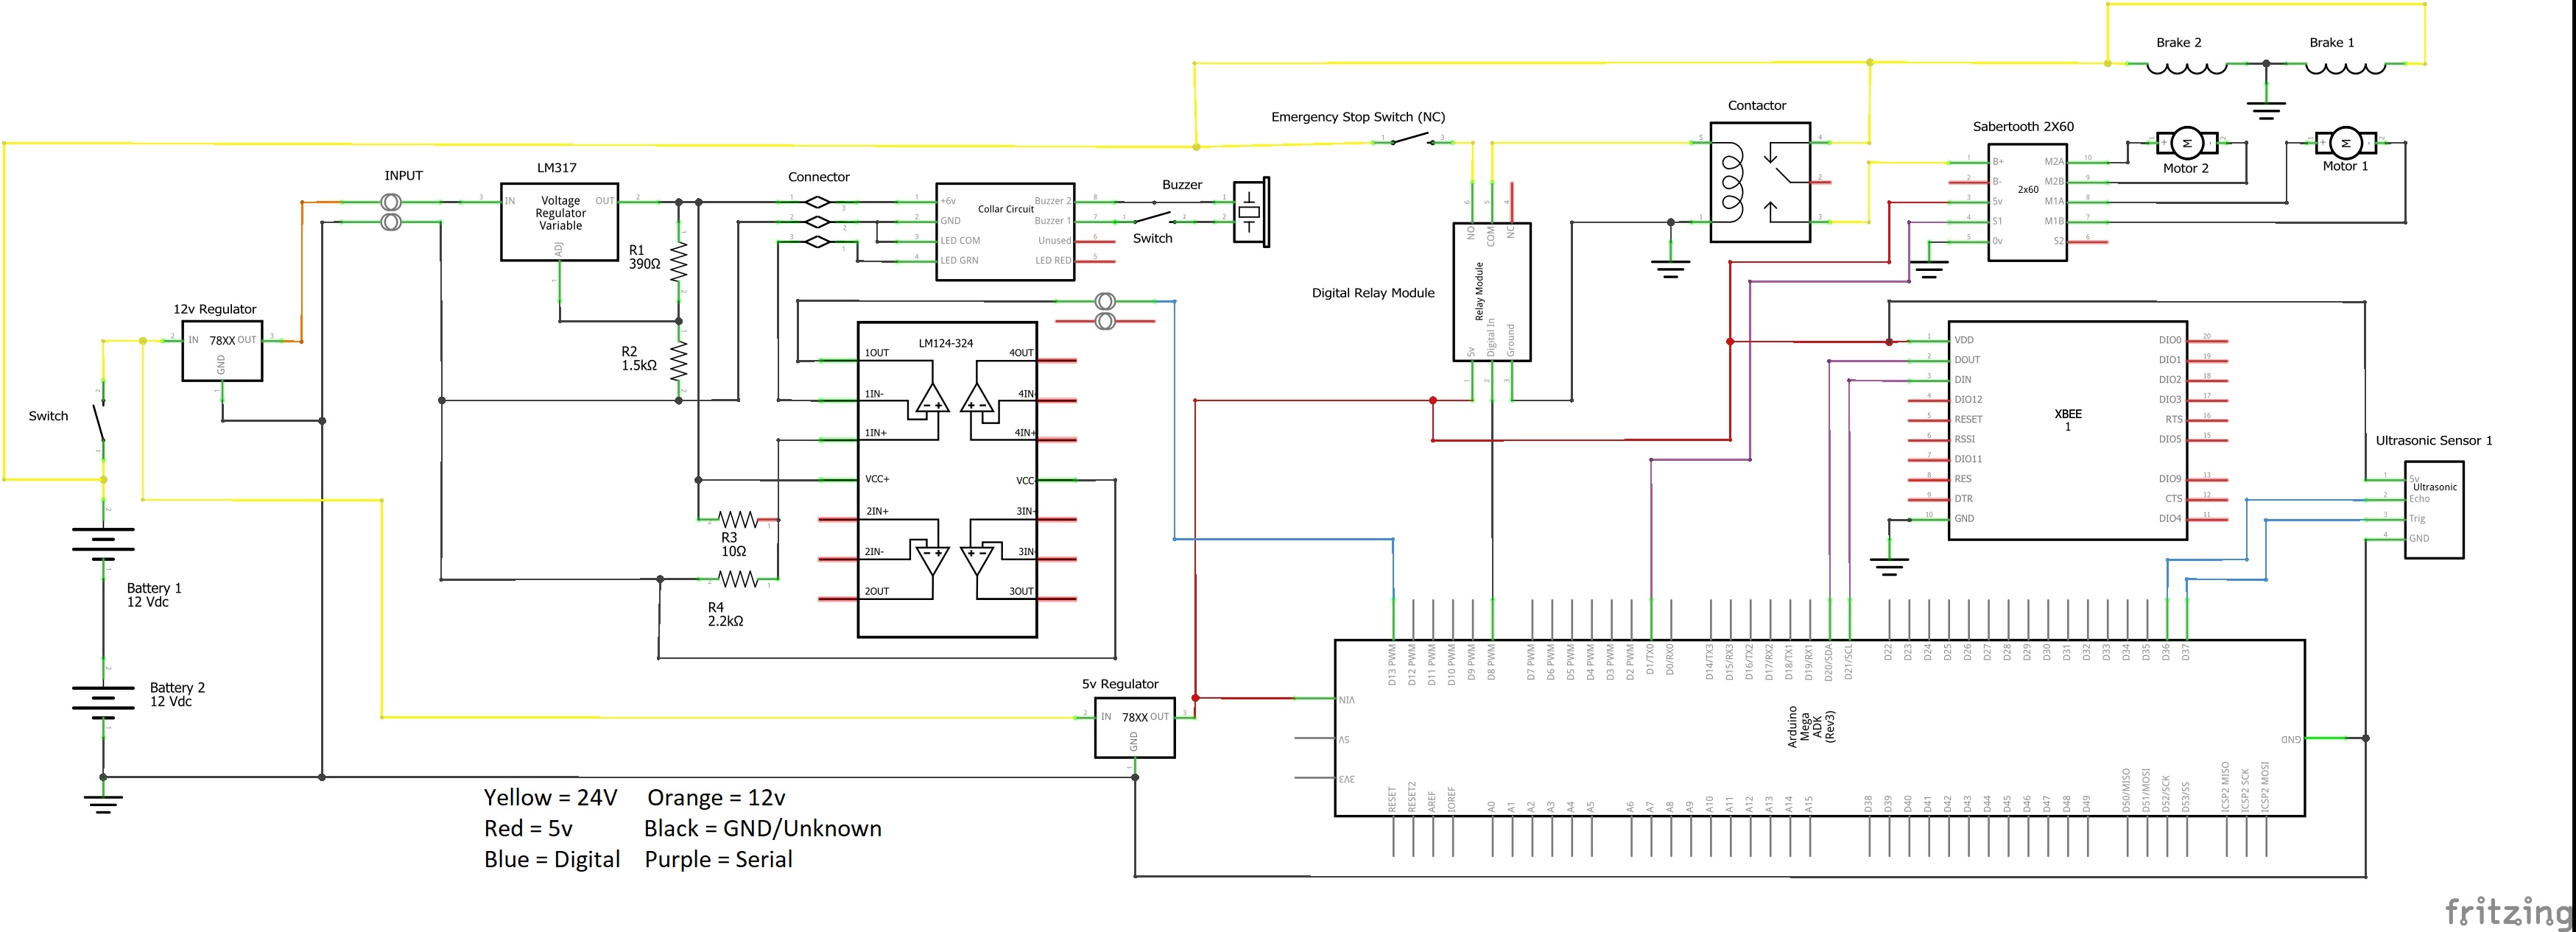 Brake 2
Brake 1
Emergency Stop Switch (NC)
Contactor
Sabertooth 2X60
INPUT
LM317
Connector
Buzzer
Motor 2
Motor 1
IN
Voltage
Regulator
Variable
OUT
ADJ
+6v
GND
LED COM
LED GRN
Collar Circuit
Buzzer 2
Buzzer 1
Unused
LED RED
Switch
R1
390Ω
B+
B-
5v
S1
0v
2x60
M2A
M2B
M1A
M1B
S2
NO
COM
NC
Relay Module
5v
Digital In
Ground
Digital Relay Module
12v Regulator
IN
78XX
OUT
GND
R2
1.5kΩ
LM124-324
1OUT
1IN-
1IN+
VCC+
2IN+
2IN-
2OUT
4OUT
4IN-
4IN+
VCC-
3IN-
3IN
3OUT
Switch
VDD
DOUT
DIN
DIO12
RESET
RSSI
DIO11
RES
DTR
GND
XBEE
1
DIO0
DIO1
DIO2
DIO3
RTS
DIO5
DIO9
CTS
DIO4
Ultrasonic Sensor 1
5v
Ultrasonic
Echo
Trig
GND
R3
10Ω
R4
2.2kΩ
Battery 1
12 Vdc
Battery 2
12 Vdc
5v Regulator
IN
78XX
OUT
GND
D13 PWM
D12 PWM
D11 PWM
D10 PWM
D9 PWM
D8 PWM
D7 PWM
D6 PWM
D5 PWM
D4 PWM
D3 PWM
D2 PWM
D1/TX0
D0/RX0
D14/TX3
D15/RX3
D16/TX2
D17/RX2
D18/TX1
D19/RX1
D20/SDA
D21/SCL
D22
D23
D24
D25
D26
D27
D28
D29
D30
D31
D32
D33
D34
D35
D36
D37
VIN
5V
3V3
Arduino
Mega
ADK
(Rev3)
GND
RESET
RESET2
AREF
IOREF
A0
A1
A2
A3
A4
A5
A6
A7
A8
A9
A10
A11
A12
A13
A14
A15
D38
D39
D40
D41
D42
D43
D44
D45
D46
D47
D48
D49
D50/MISO
D51/MOSI
D52/SCK
D53/SS
ICSP2 MISO
ICSP2 SCK
ICSP2 MOSI
Yellow = 24V Orange = 12v
Red = 5v Black = GND/Unknown
Blue = Digital Purple = Serial
fritzing